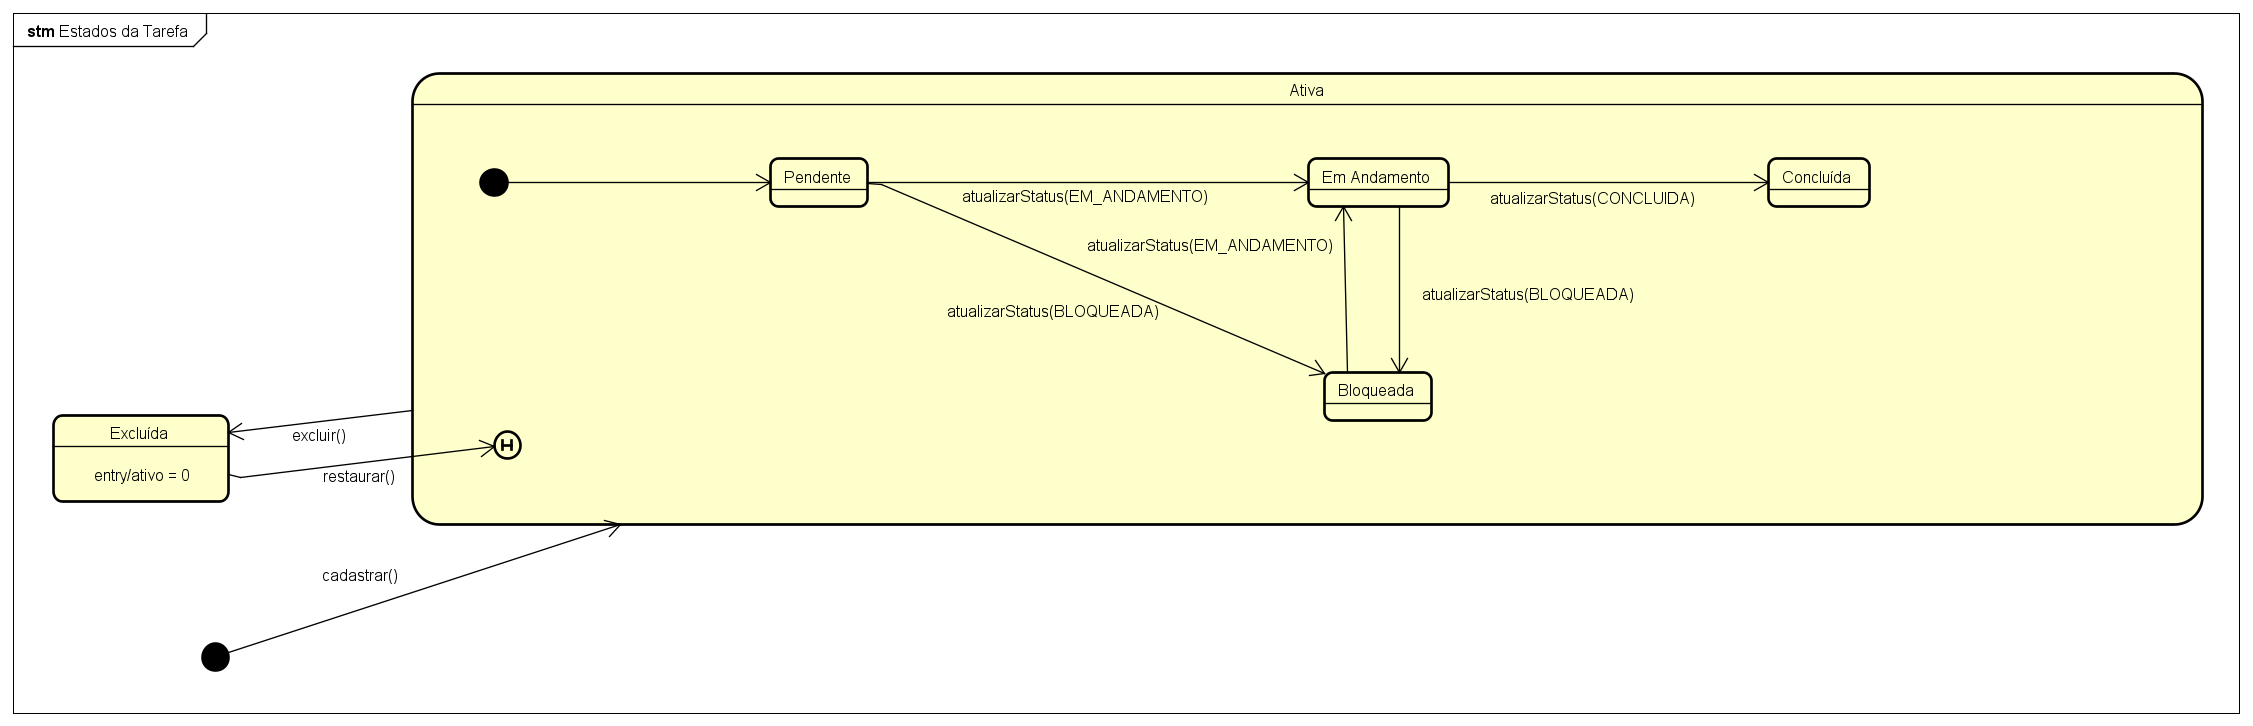 stm Estados da Tarefa
Ativa
Pendente
Em Andamento
Concluída
atualizarStatus(EM_ANDAMENTO)
atualizarStatus(CONCLUIDA)
atualizarStatus(EM_ANDAMENTO)
atualizarStatus(BLOQUEADA)
atualizarStatus(BLOQUEADA)
Bloqueada
Excluída
excluir()
H
entry/ativo = 0
restaurar()
cadastrar()